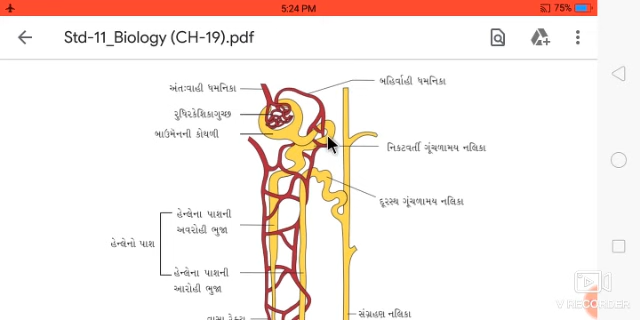 5:24 PM
75%
Std-11_Biology (CH-19).pdf
અંતઃવાહી ધમનિકા
બહિર્વાહી ધમનિકા
રુધિરકેશિકાગુચ્છ
બાઉમેનની કોથળી
નિકટવર્તી ગૂંચળામય નલિકા
દૂરસ્થ ગૂંચળામય નલિકા
હેન્લેના પાશની
અવરોહી ભુજા
હેન્લેનો પાશ
હેન્લેના પાશની
આરોહી ભુજા
સંગ્રહણ નલિકા
V RECORDER